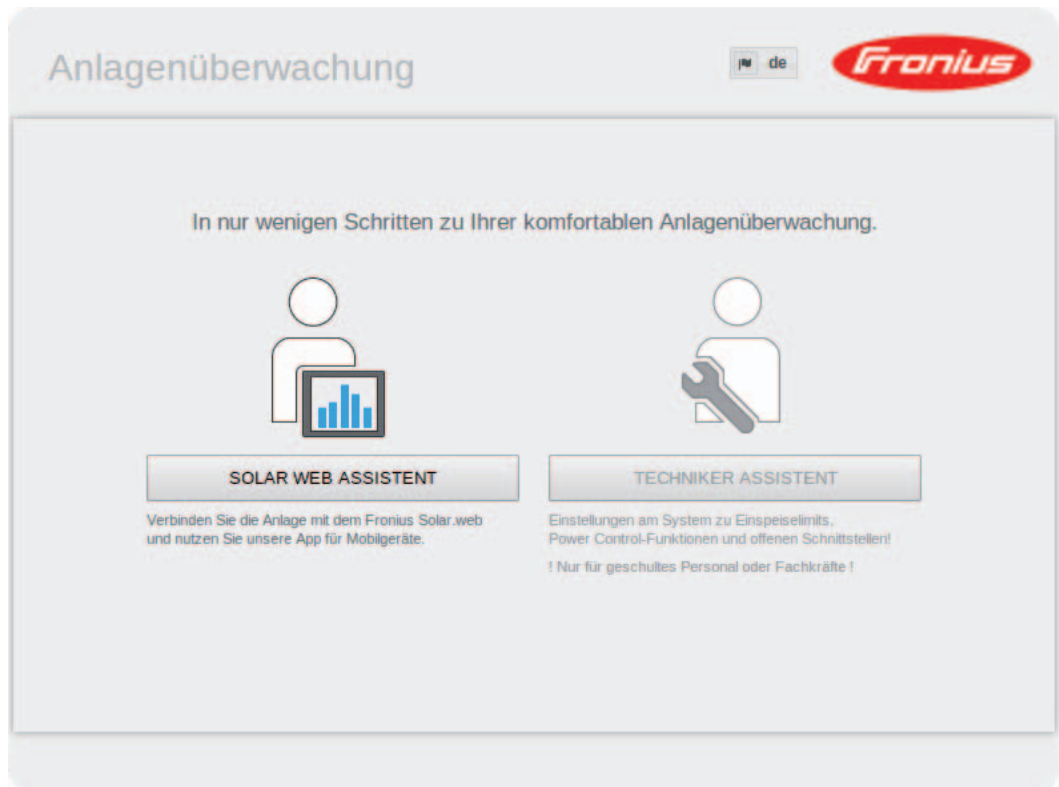 Anlagenüberwachung
de
Fronius
In nur wenigen Schritten zu Ihrer komfortablen Anlagenüberwachung.
SOLAR WEB ASSISTENT
Verbinden Sie die Anlage mit dem Fronius Solar.web
und nutzen Sie unsere App für Mobilgeräte.
TECHNIKER ASSISTENT
Einstellungen am System zu Einspeiselimits,
Power Control-Funktionen und offenen Schnittstellen!
! Nur für geschultes Personal oder Fachkräfte !